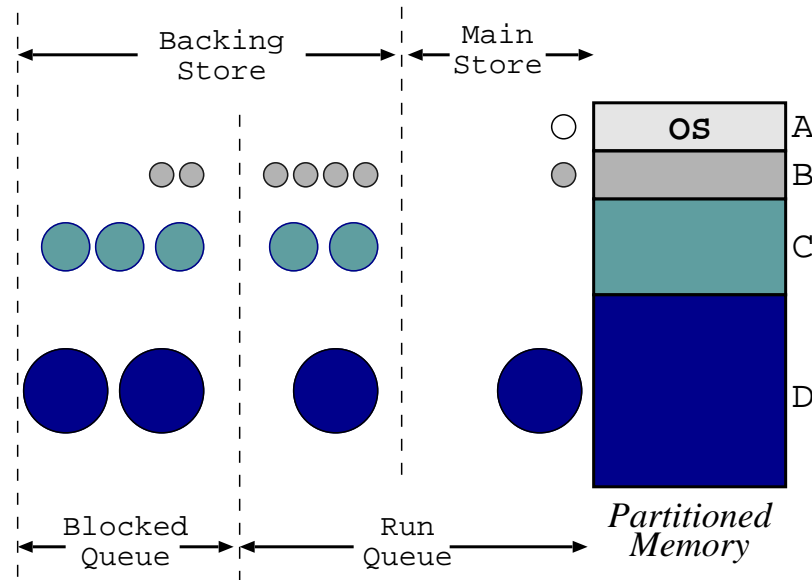 Backing
Store
Main
Store
OS
A
B
C
D
Blocked
Queue
Run
Queue
Partitioned
Memory